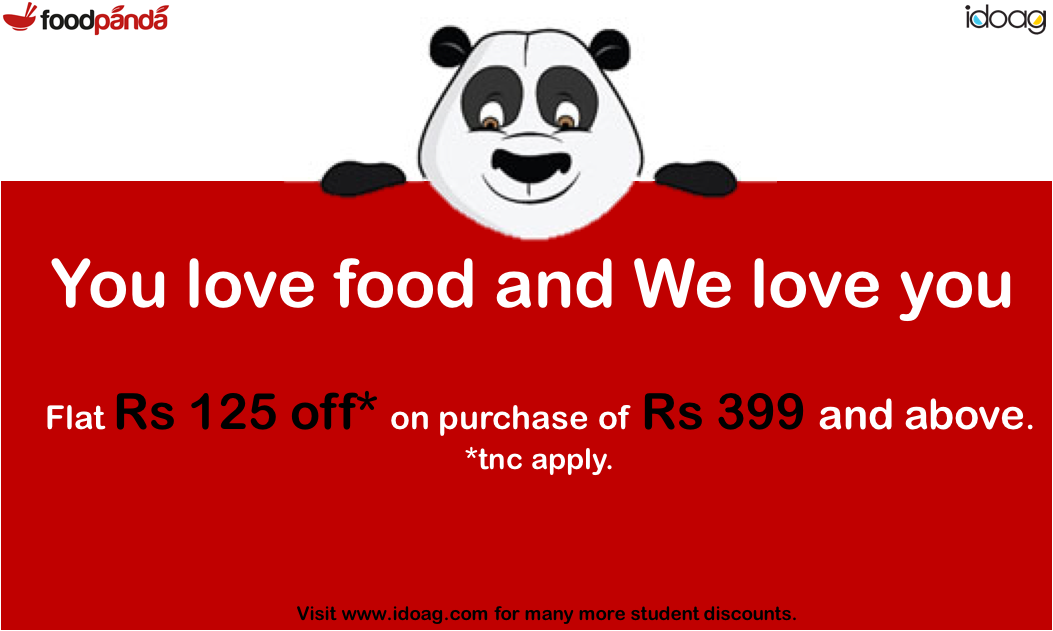 foodpanda
idoag
You love food and We love you
Flat Rs 125 off* on purchase of Rs 399 and above.
*tnc apply.
Visit www.idoag.com for many more student discounts.